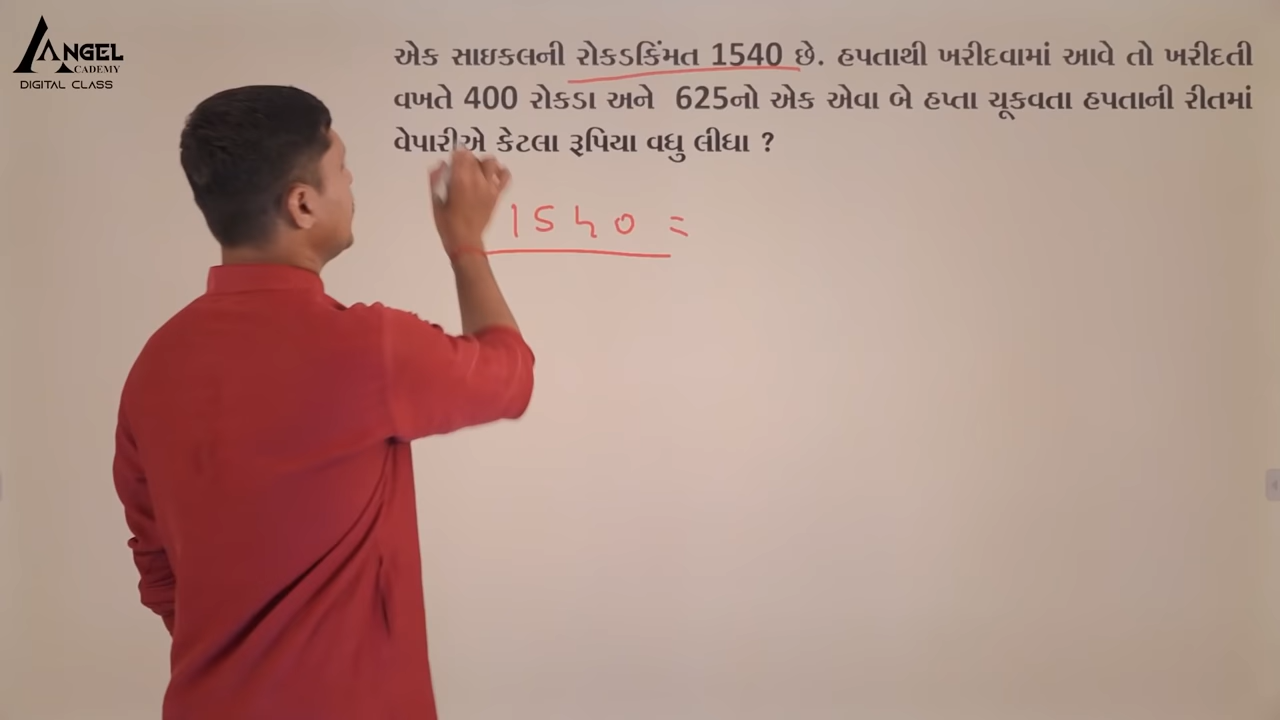 ANGEL
ACADEMY
DIGITAL CLASS
એક સાઇકલની રોકડકિંમત 1540 છે. હપતાથી ખરીદવામાં આવે તો ખરીદતી
વખતે 400 રોકડા અને 625નો એક એવા બે હપ્તા ચૂકવતા હપતાની રીતમાં
વેપારીએ કેટલા રૂપિયા વધુ લીધા ?
1540 =